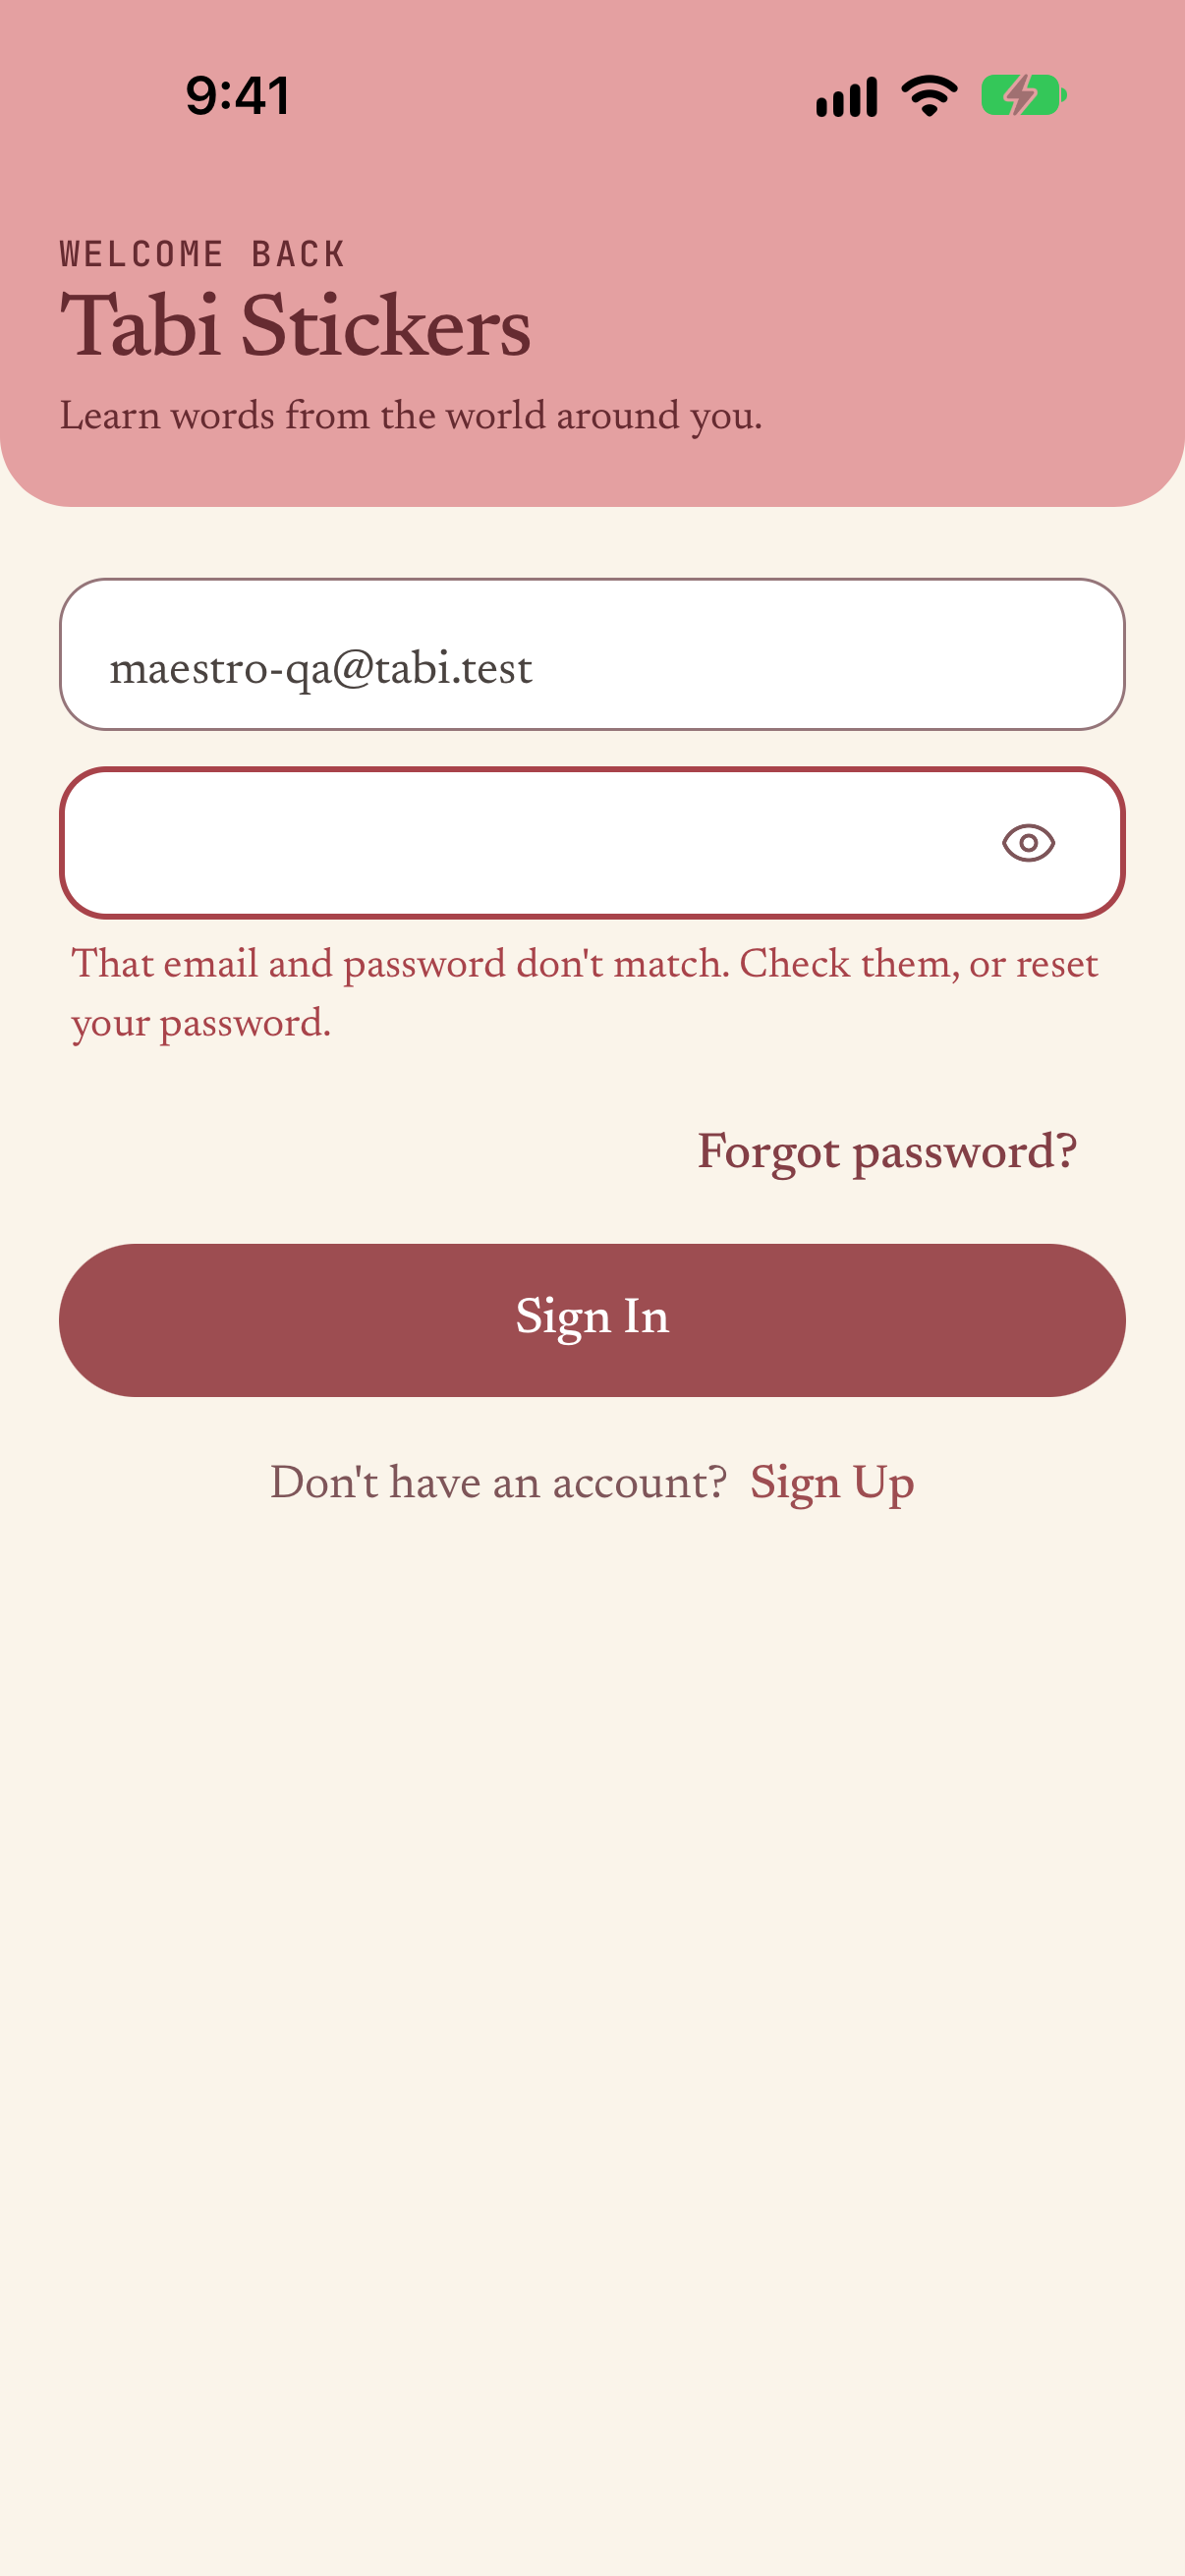 9:41
WELCOME BACK
Tabi Stickers
Learn words from the world around you.
maestro-qa@tabi.test
That email and password don't match. Check them, or reset
your password.
Forgot password?
Sign In
Don't have an account? Sign Up